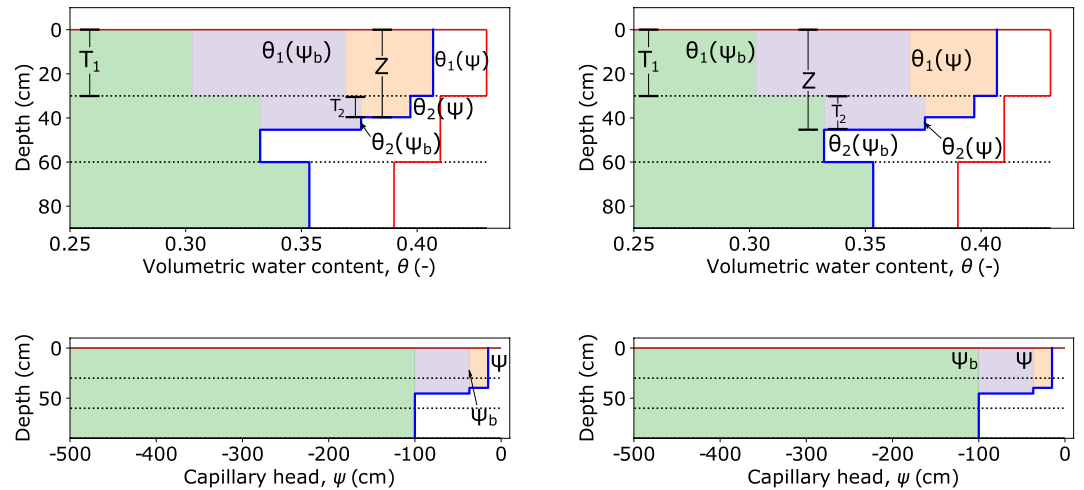 0
20
40
60
80
Depth (cm)
T1
θ1(ψb)
Z
θ1(ψ)
T2
θ2(ψ)
θ2(ψb)
0.25
0.30
0.35
0.40
Volumetric water content, θ (-)
0
20
40
60
80
Depth (cm)
T1
θ1(ψb)
Z
θ1(ψ)
T2
θ2(ψb)
θ2(ψ)
0.25
0.30
0.35
0.40
Volumetric water content, θ (-)
0
50
Depth (cm)
ψ
ψb
-500
-400
-300
-200
-100
0
Capillary head, ψ (cm)
0
50
Depth (cm)
ψb
ψ
-500
-400
-300
-200
-100
0
Capillary head, ψ (cm)